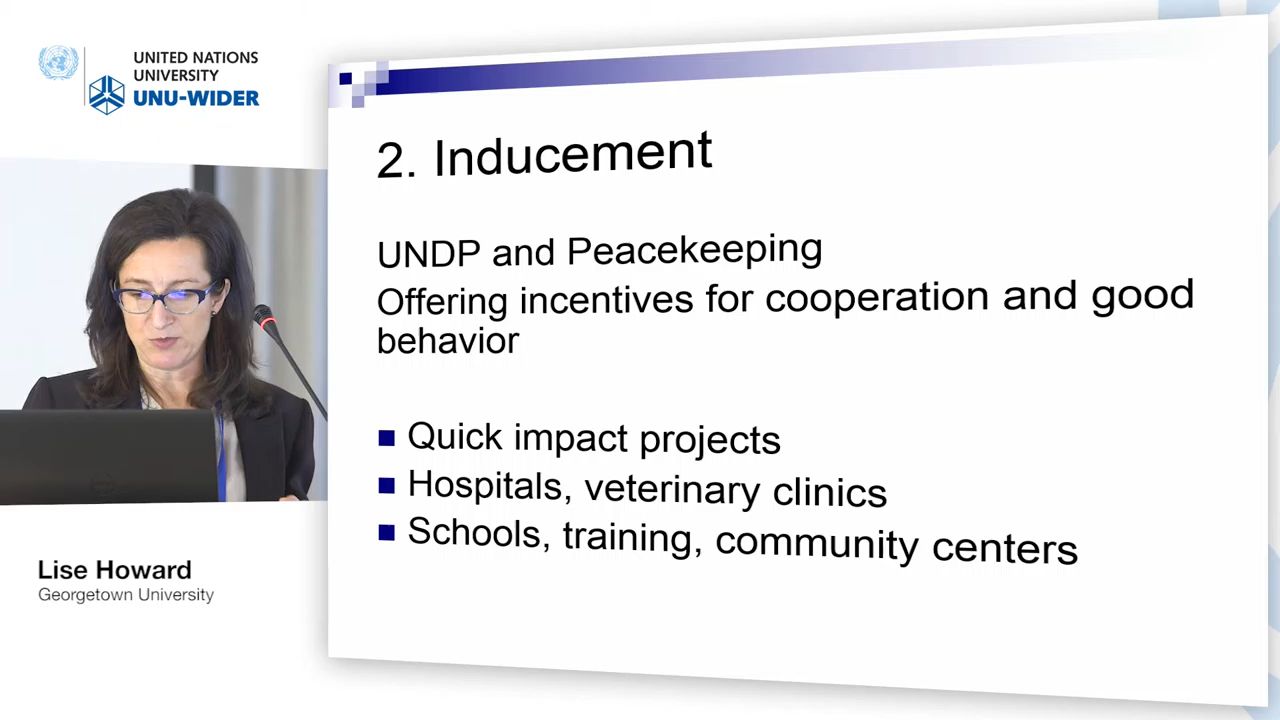 UNITED NATIONS
UNIVERSITY
UNU-WIDER
2. Inducement
UNDP and Peacekeeping
Offering incentives for cooperation and good
behavior
Quick impact projects
Hospitals, veterinary clinics
Schools, training, community centers
Lise Howard
Georgetown University